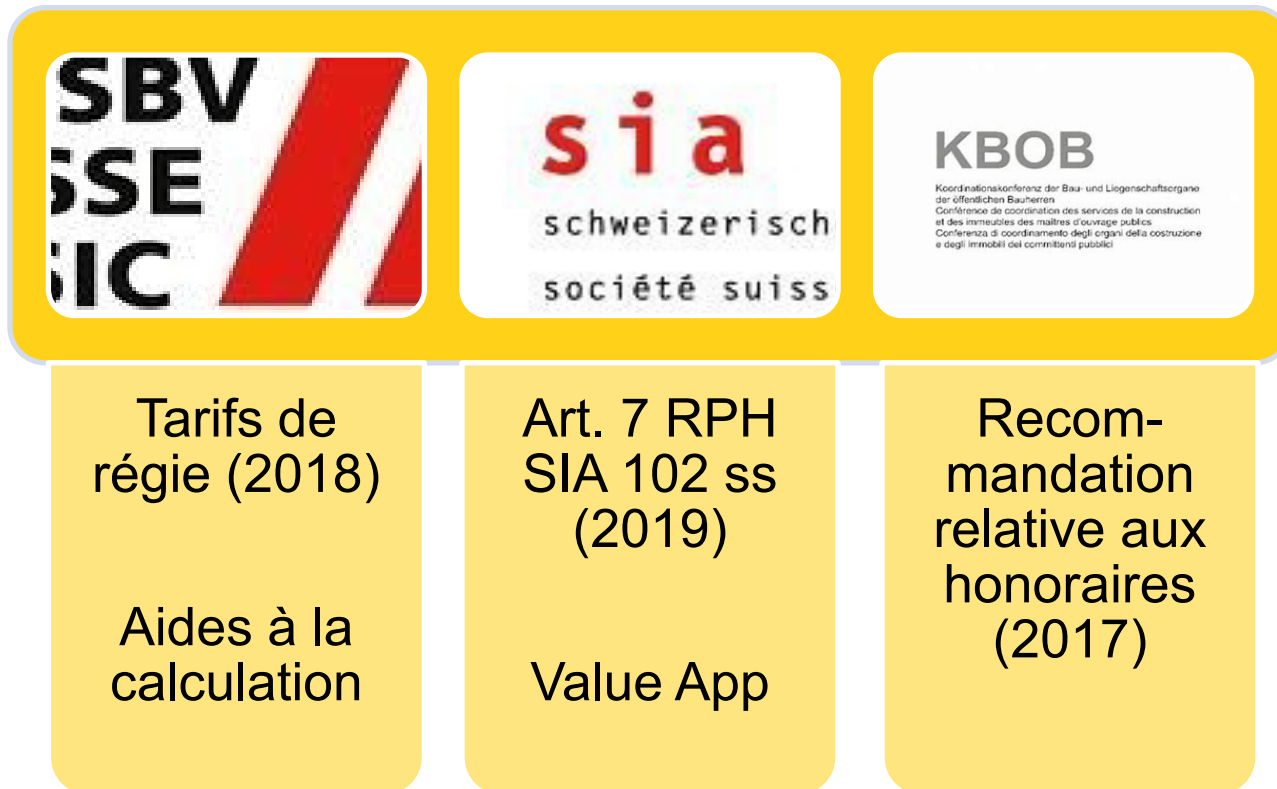 SBV
SSE
SIC
sia
schweizerisch
société suiss
KBOB
Koordinationskonferenz der Bau- und Liegenschaftsorgane
der öffentlichen Bauherren
Conférence de coordination des services de la construction
et des immeubles des maîtres d'ouvrage publics
Conferenza di coordinamento degli organi della costruzione
e degli immobili dei committenti pubblici
Tarifs de
régie (2018)
Aides à la
calculation
Art. 7 RPH
SIA 102 ss
(2019)
Value App
Recom-
mandation
relative aux
honoraires
(2017)